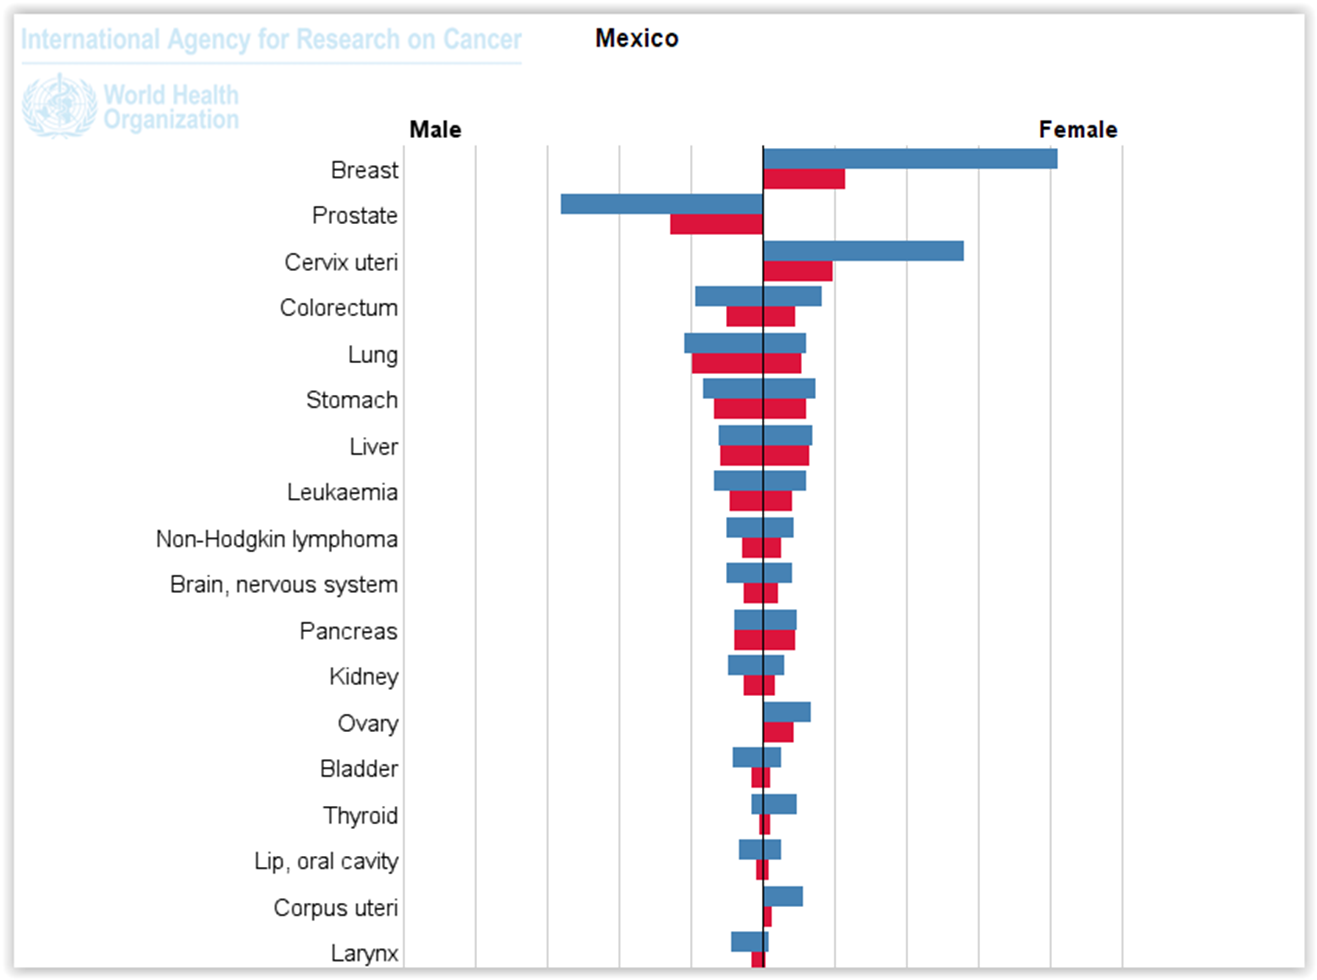 International Agency for Research on Cancer
Mexico
World Health
Organization
Male
Female
Breast
Prostate
Cervix uteri
Colorectum
Lung
Stomach
Liver
Leukaemia
Non-Hodgkin lymphoma
Brain, nervous system
Pancreas
Kidney
Ovary
Bladder
Thyroid
Lip, oral cavity
Corpus uteri
Larynx